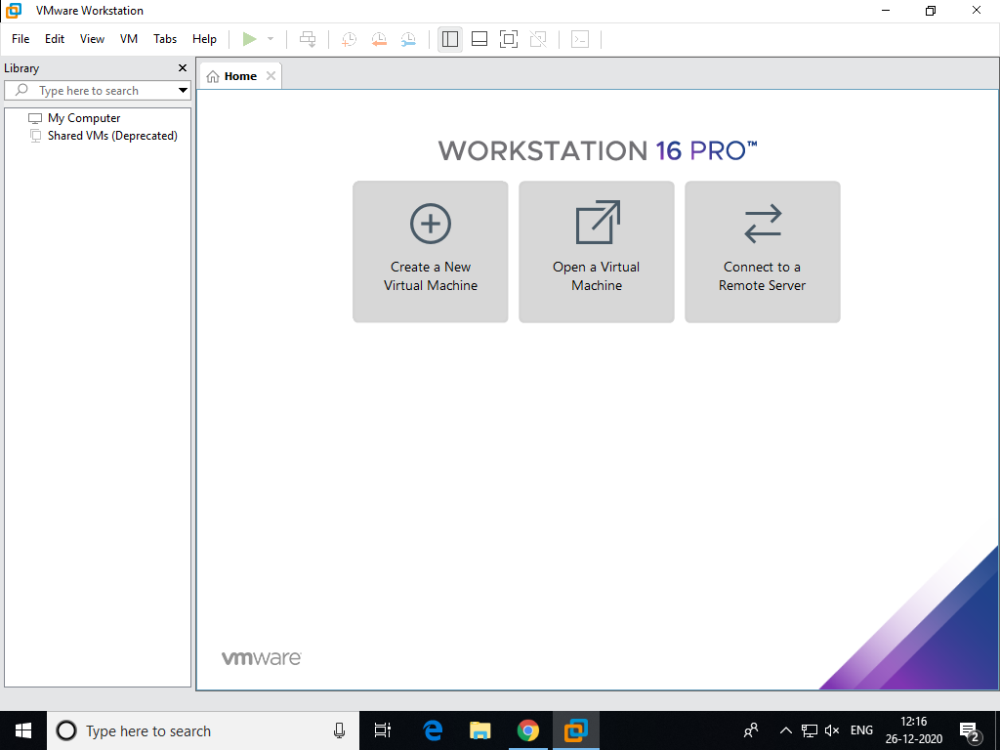 VMware Workstation
File Edit View VM Tabs Help
Library
Home
Type here to search
My Computer
Shared VMs (Deprecated)
WORKSTATION 16 PRO™
Create a New
Virtual Machine
Open a Virtual
Machine
Connect to a
Remote Server
vmware
Type here to search
ENG
12:16
26-12-2020
2